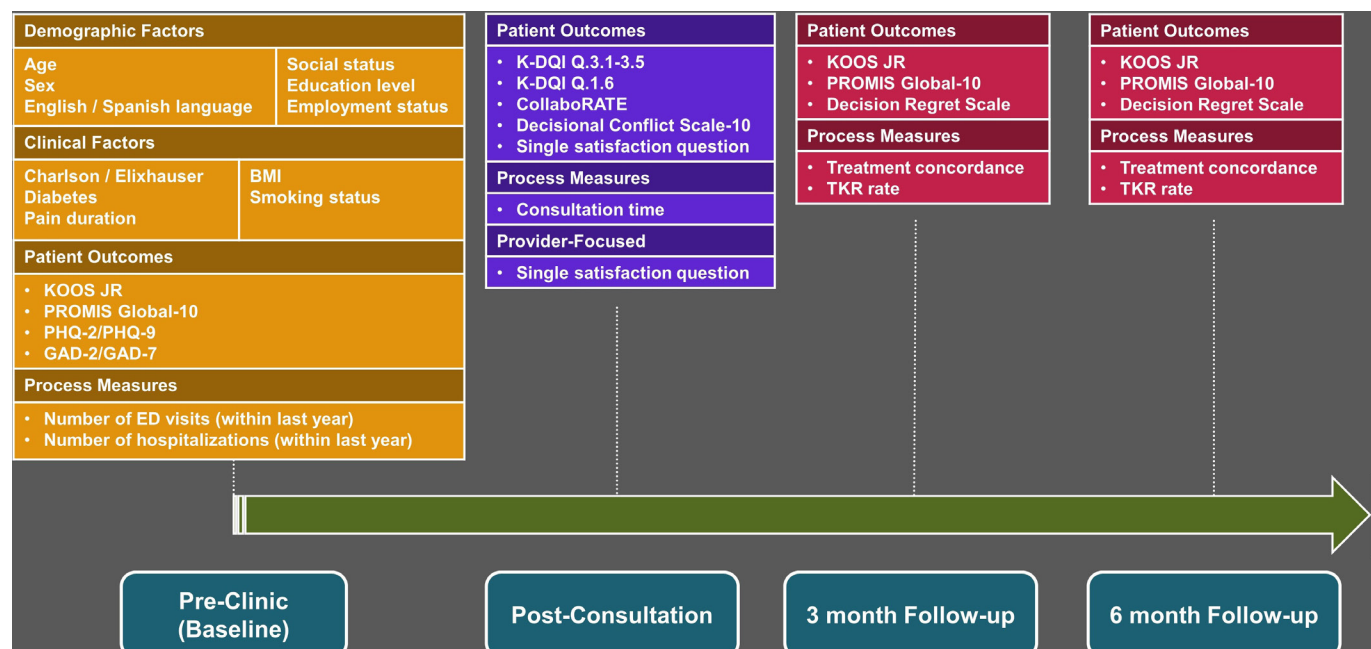 Demographic Factors
Age
Sex
English / Spanish language
Social status
Education level
Employment status
Clinical Factors
Charlson / Elixhauser
Diabetes
Pain duration
BMI
Smoking status
Patient Outcomes
• KOOS JR
• PROMIS Global-10
• PHQ-2/PHQ-9
• GAD-2/GAD-7
Process Measures
• Number of ED visits (within last year)
• Number of hospitalizations (within last year)
Patient Outcomes
• K-DQI Q.3.1-3.5
• K-DQI Q.1.6
• CollaboRATE
• Decisional Conflict Scale-10
• Single satisfaction question
Process Measures
• Consultation time
Provider-Focused
• Single satisfaction question
Patient Outcomes
• KOOS JR
• PROMIS Global-10
• Decision Regret Scale
Process Measures
• Treatment concordance
• TKR rate
Patient Outcomes
• KOOS JR
• PROMIS Global-10
• Decision Regret Scale
Process Measures
• Treatment concordance
• TKR rate
Pre-Clinic
(Baseline)
Post-Consultation
3 month Follow-up
6 month Follow-up